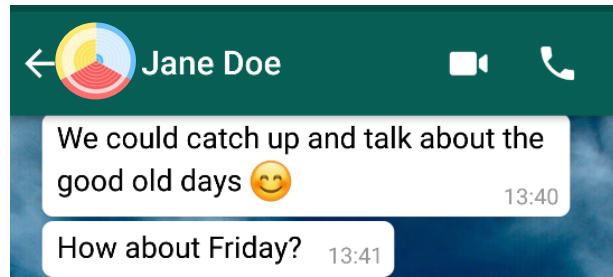 Jane Doe
We could catch up and talk about the
good old days 😊
13:40
How about Friday? 13:41